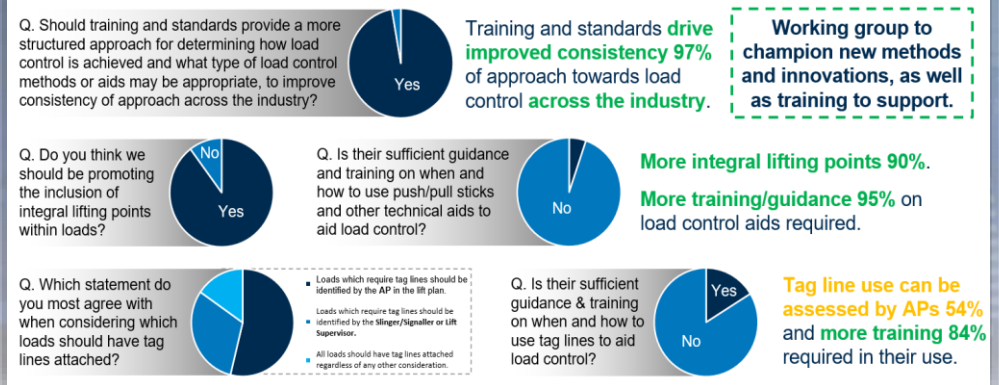 Q. Should training and standards provide a more
structured approach for determining how load
control is achieved and what type of load control
methods or aids may be appropriate, to improve
consistency of approach across the industry?
Yes
Training and standards drive
improved consistency 97%
of approach towards load
control across the industry.
Working group to
champion new methods
and innovations, as well
as training to support.
Q. Do you think we
should be promoting
the inclusion of
integral lifting points
within loads?
No
Yes
Q. Is their sufficient guidance
and training on when and
how to use push/pull sticks
and other technical aids to
aid load control?
No
More integral lifting points 90%.
More training/guidance 95% on
load control aids required.
Q. Which statement do
you most agree with
when considering which
loads should have tag
lines attached?
Loads which require tag lines should be
identified by the AP in the lift plan.
Loads which require tag lines should be
identified by the Slinger/Signaller or Lift
Supervisor.
All loads should have tag lines attached
regardless of any other consideration.
Q. Is their sufficient
guidance & training
on when and how to
use tag lines to aid
load control?
Yes
No
Tag line use can be
assessed by APs 54%
and more training 84%
required in their use.